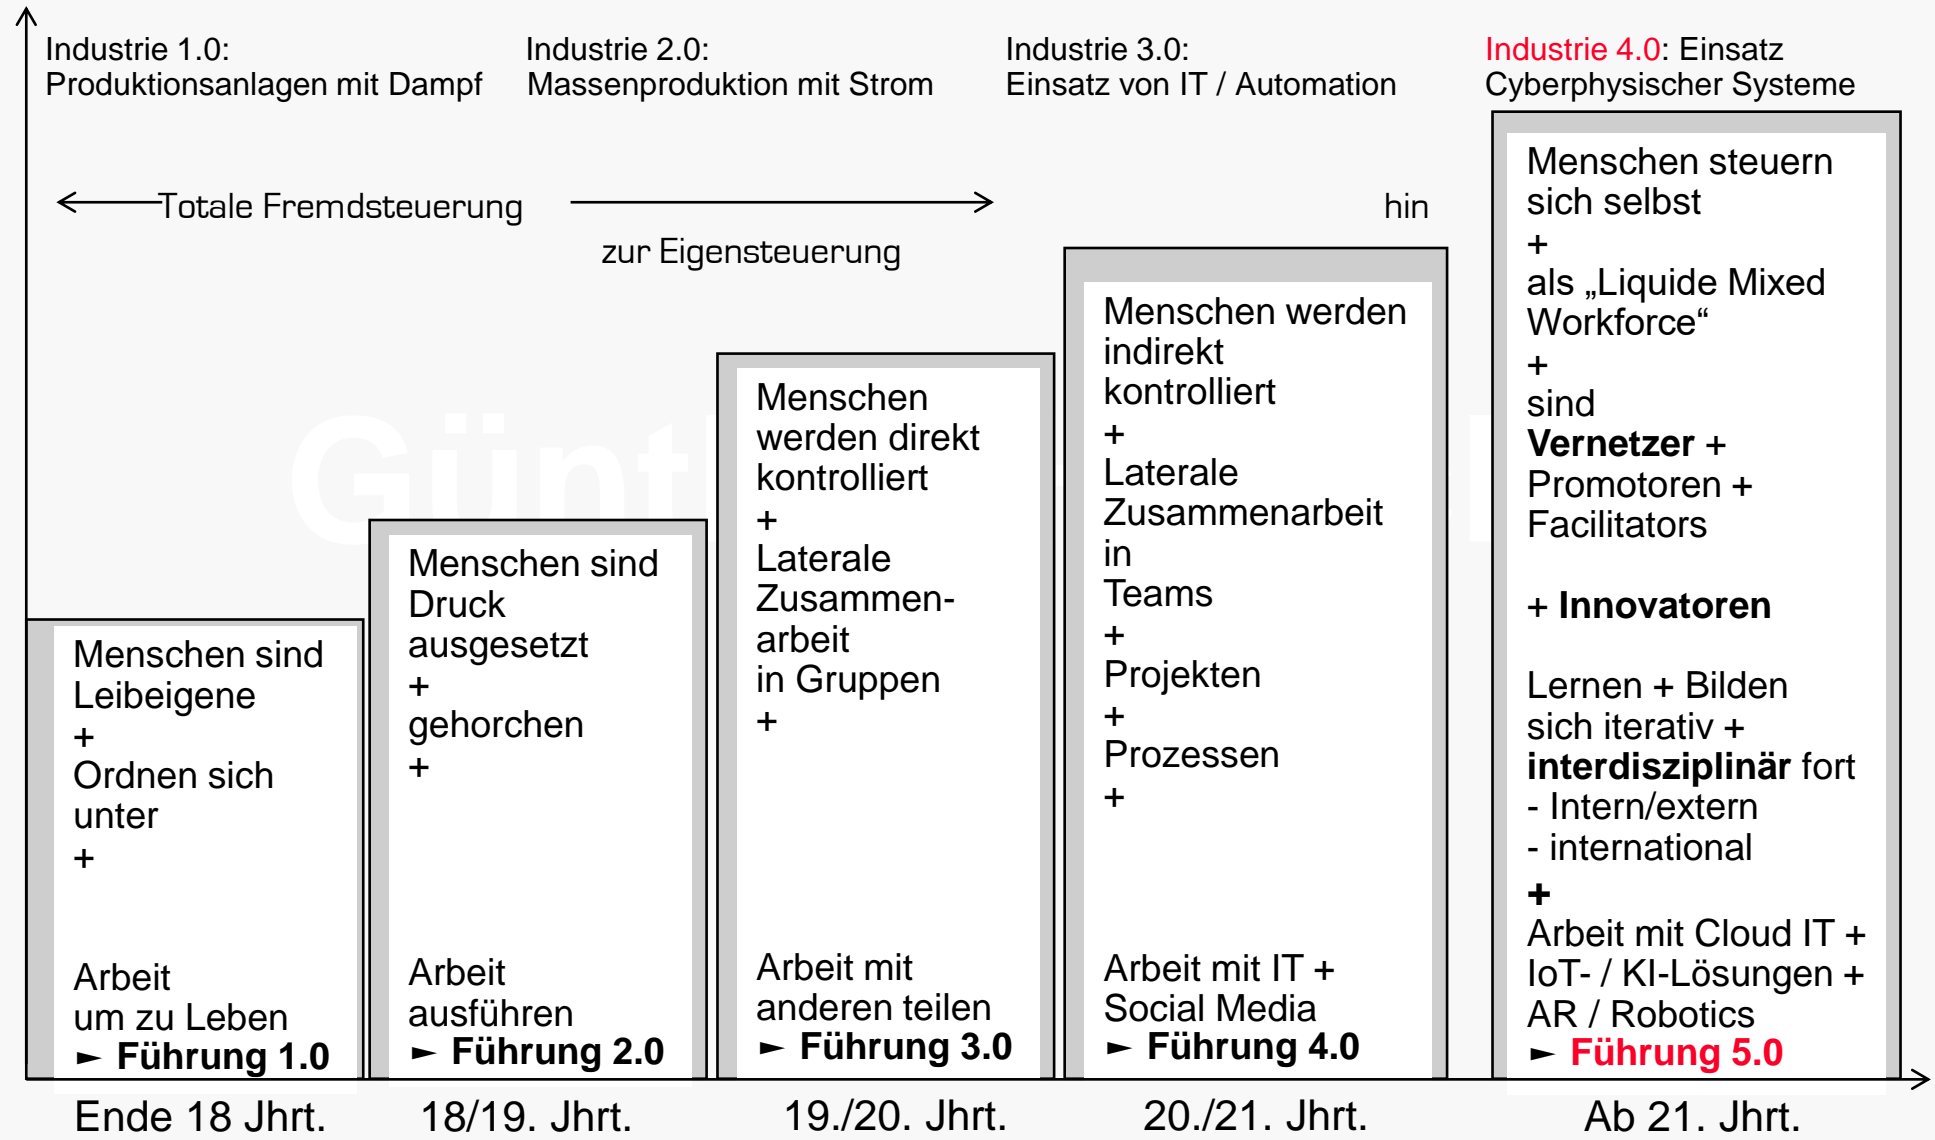 Industrie 1.0:
Produktionsanlagen mit Dampf
Industrie 2.0:
Massenproduktion mit Strom
Industrie 3.0:
Einsatz von IT / Automation
Industrie 4.0: Einsatz
Cyberphysischer Systeme
Totale Fremdsteuerung
hin
zur Eigensteuerung
Menschen sind
Leibeigene
+
Ordnen sich
unter
+
Arbeit
um zu Leben
► Führung 1.0
Ende 18 Jhrt.
Menschen sind
Druck
ausgesetzt
+
gehorchen
+
Arbeit
ausführen
► Führung 2.0
18/19. Jhrt.
Menschen
werden direkt
kontrolliert
+
Laterale
Zusammen-
arbeit
in Gruppen
+
Arbeit mit
anderen teilen
► Führung 3.0
19./20. Jhrt.
Menschen werden
indirekt
kontrolliert
+
Laterale
Zusammenarbeit
in
Teams
+
Projekten
+
Prozessen
+
Arbeit mit IT +
Social Media
► Führung 4.0
20./21. Jhrt.
Menschen steuern
sich selbst
+
als „Liquide Mixed
Workforce“
+
sind
Vernetzer +
Promotoren +
Facilitators
+ Innovatoren
Lernen + Bilden
sich iterativ +
interdisziplinär fort
- Intern/extern
- international
+
Arbeit mit Cloud IT +
IoT- / KI-Lösungen +
AR / Robotics
► Führung 5.0
Ab 21. Jhrt.